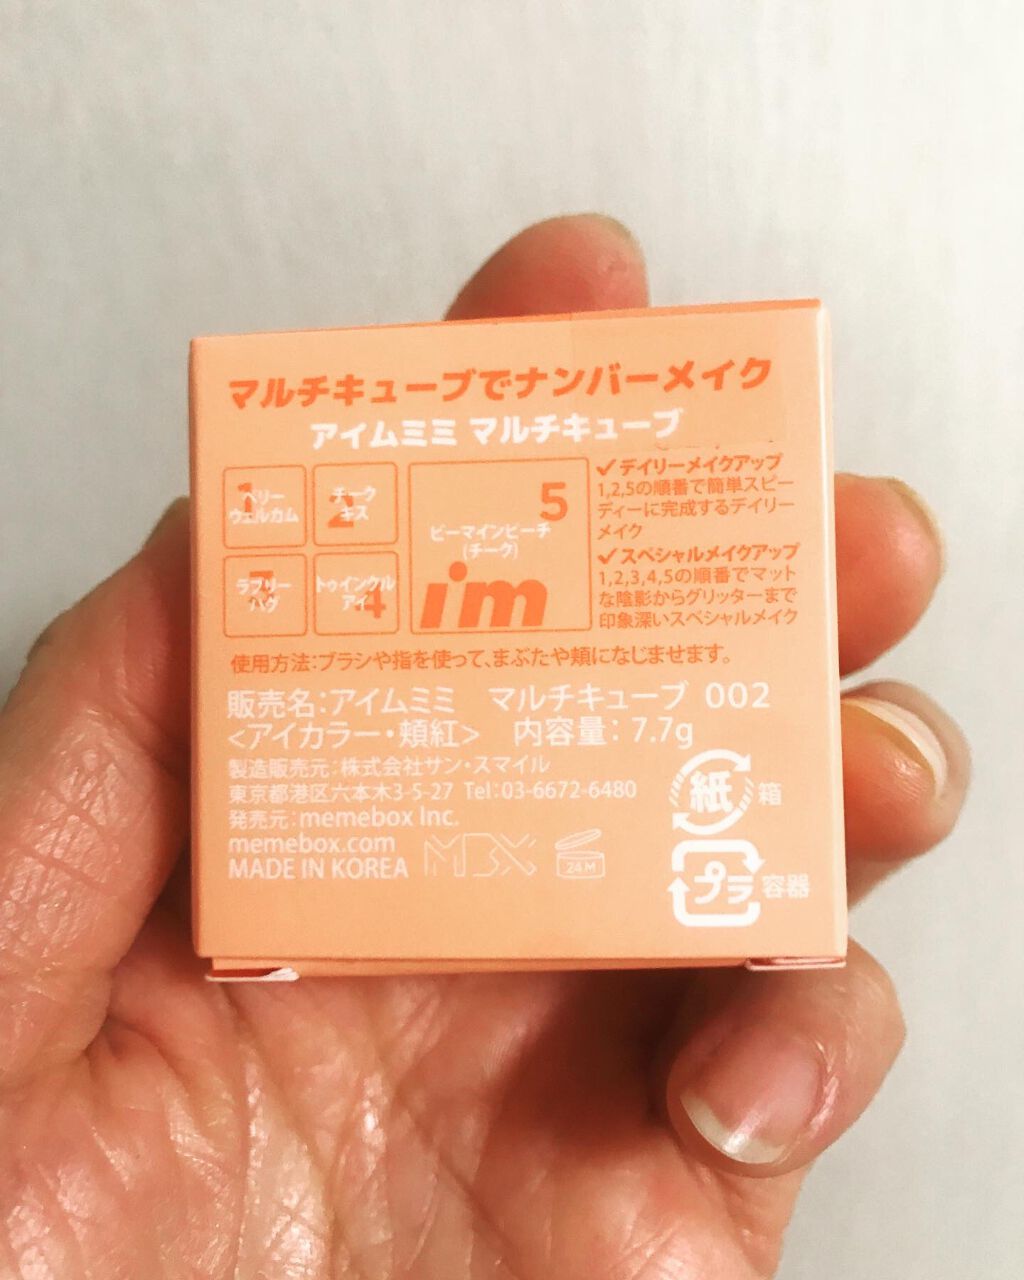 マルチキューブでナンバーメイク
アイムミミ マルチキューブ
1
ベリー
ウェルカム
2
チーク
キス
3
ラブリー
ハグ
トゥインクル
アイ
4
5
ビーマインピーチ
(チーク)
i'm
✓デイリーメイクアップ
1,2,5の順番で簡単スピー
ディーに完成するデイリー
メイク
✓スペシャルメイクアップ
1,2,3,4,5の順番でマット
な陰影からグリッターまで
印象深いスペシャルメイク
使用方法:ブラシや指を使って、まぶたや頬になじませます。
販売名:アイムミミ マルチキューブ 002
<アイカラー・頬紅> 内容量: 7.7g
製造販売元:株式会社サン・スマイル
東京都港区六本木3-5-27 Tel:03-6672-6480
発売元:memebox Inc.
memebox.com
MADE IN KOREA
MBX
24 M
紙 箱
プラ 容器